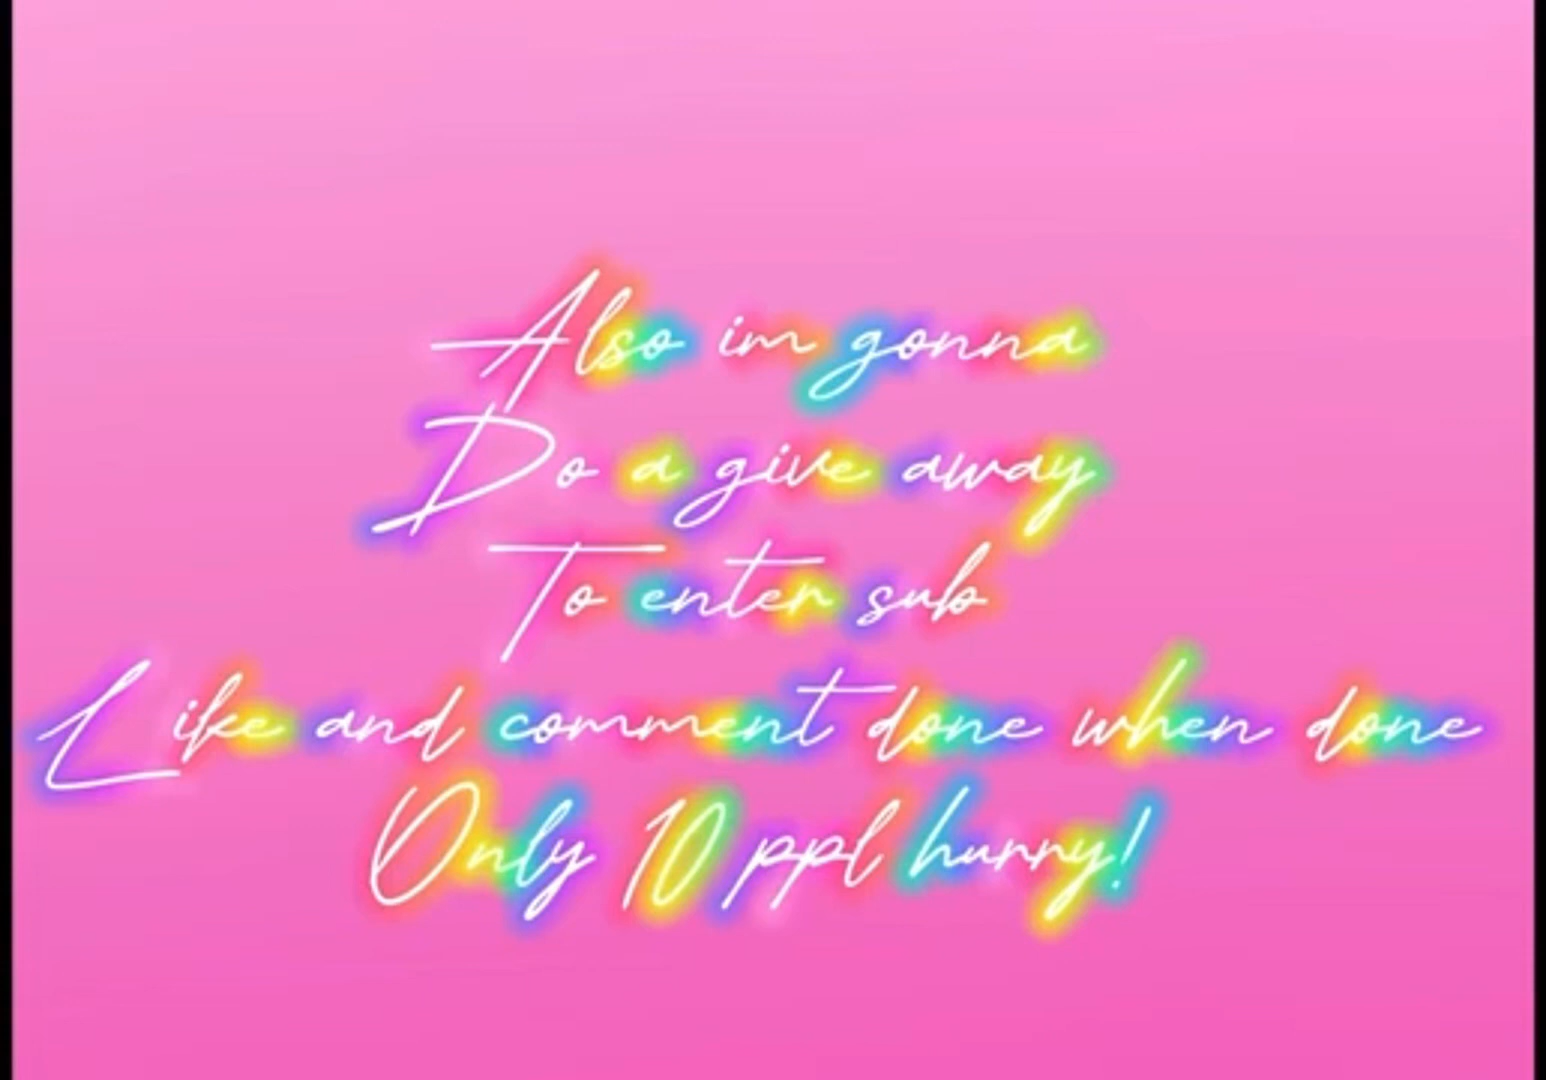 Also im gonna
Do a give away
To enter sub
Like and comment done when done
Only 10 ppl hurry!